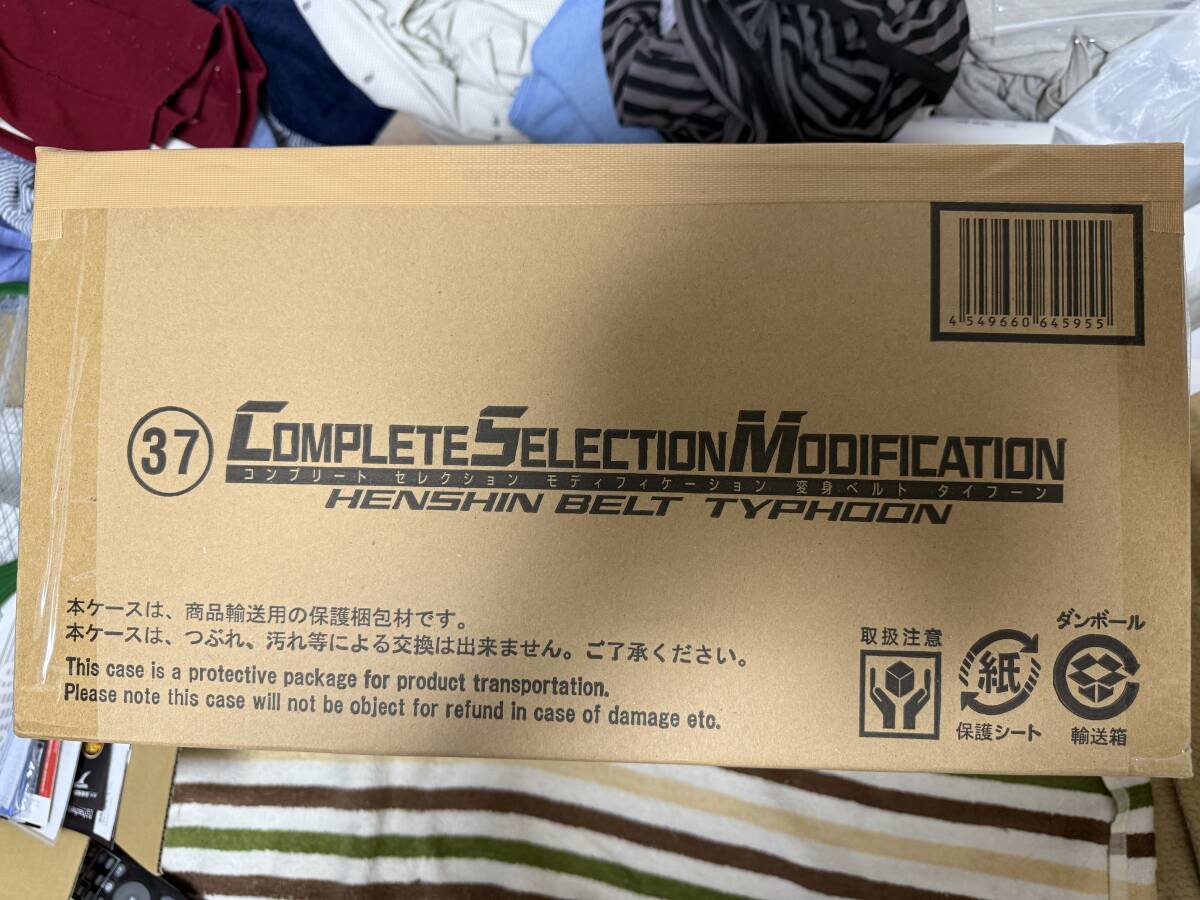 4 549660 645955
37
COMPLETE SELECTION MODIFICATION
コンプリート セレクション モディフィケーション 変身ベルト タイフーン
HENSHIN BELT TYPHOON
本ケースは、商品輸送用の保護梱包材です。
本ケースは、つぶれ、汚れ等による交換は出来ません。ご了承ください。
This case is a protective package for product transportation.
Please note this case will not be object for refund in case of damage etc.
取扱注意
紙
保護シート
ダンボール
輸送箱